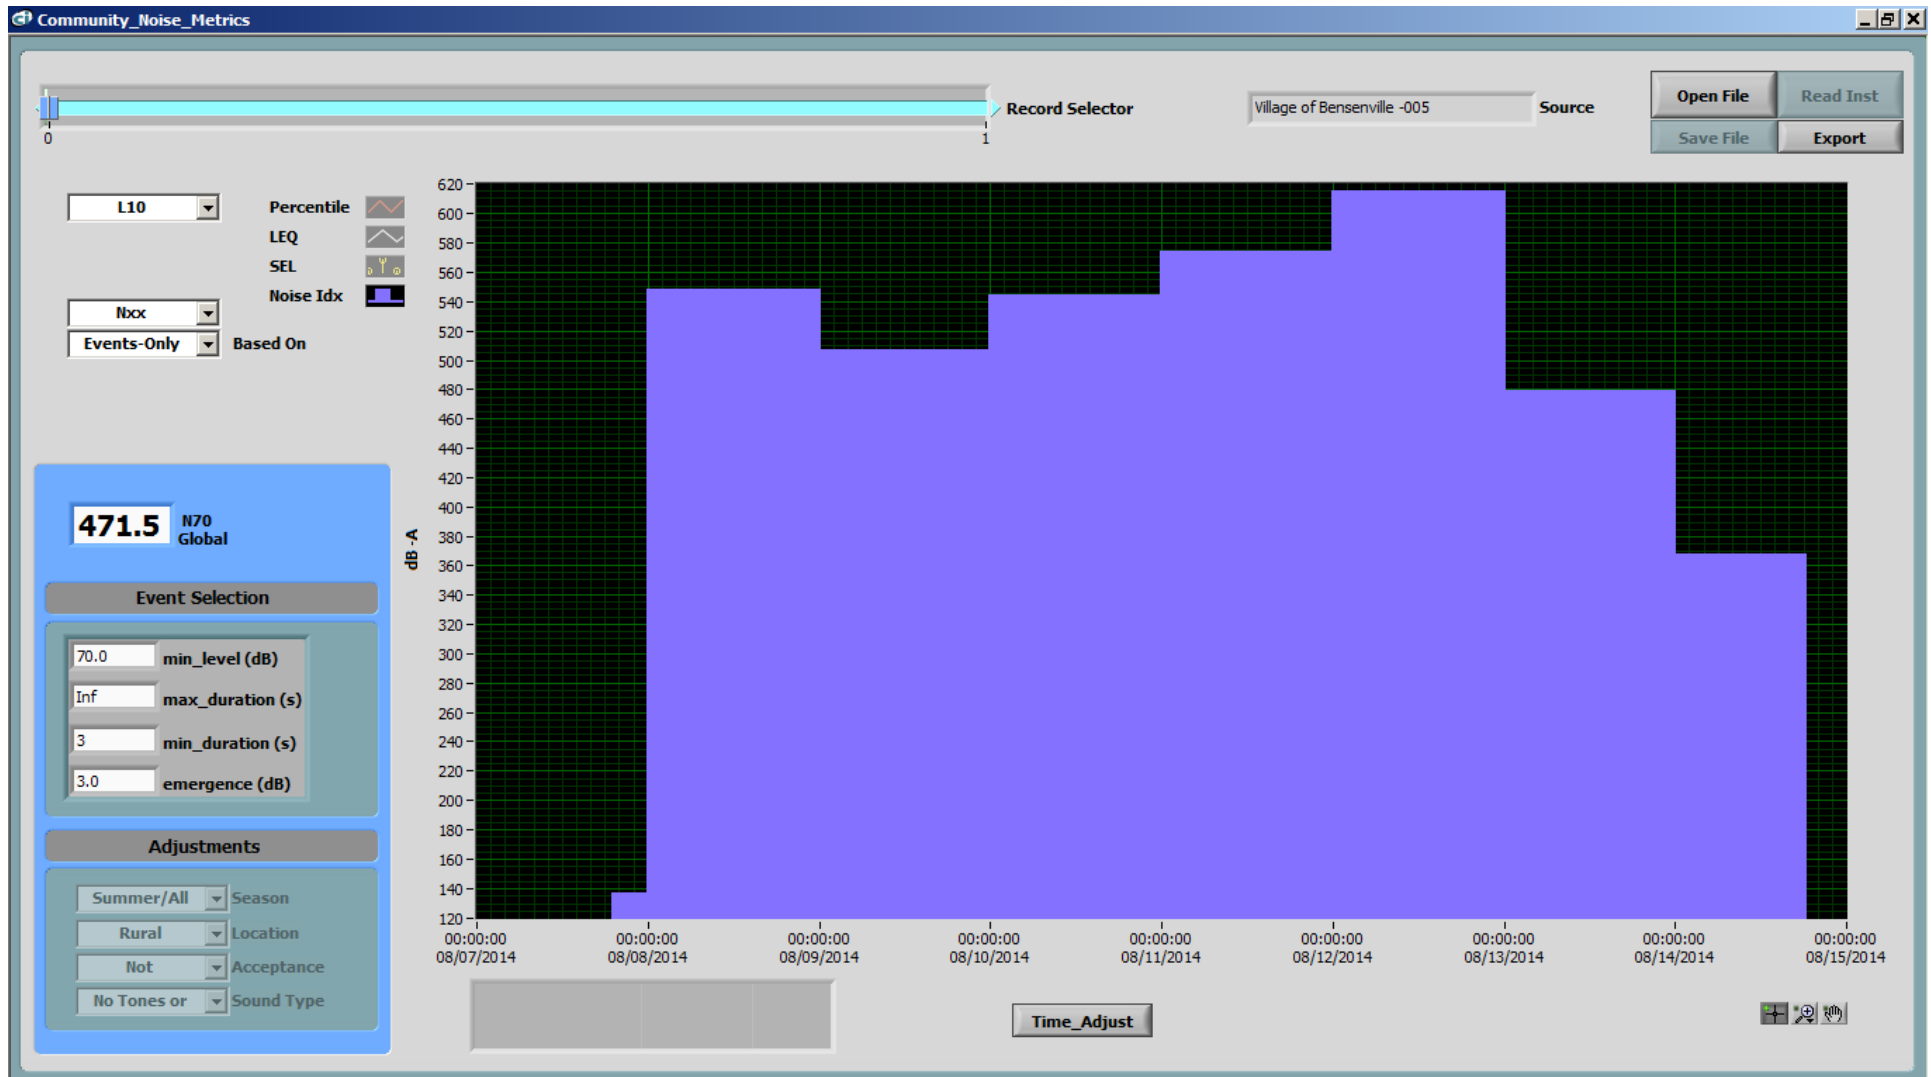 Community_Noise_Metrics
0
1
Record Selector
Village of Bensenville -005
Source
Open File
Read Inst
Save File
Export
L10
Percentile
LEQ
SEL
Noise Idx
Nxx
Events-Only
Based On
471.5
N70
Global
Event Selection
70.0
min_level (dB)
Inf
max_duration (s)
3
min_duration (s)
3.0
emergence (dB)
Adjustments
Summer/All
Season
Rural
Location
Not
Acceptance
No Tones or
Sound Type
dB -A
620
600
580
560
540
520
500
480
460
440
420
400
380
360
340
320
300
280
260
240
220
200
180
160
140
120
00:00:00 00:00:00 00:00:00 00:00:00 00:00:00 00:00:00 00:00:00 00:00:00 00:00:00
08/07/2014 08/08/2014 08/09/2014 08/10/2014 08/11/2014 08/12/2014 08/13/2014 08/14/2014 08/15/2014
Time_Adjust